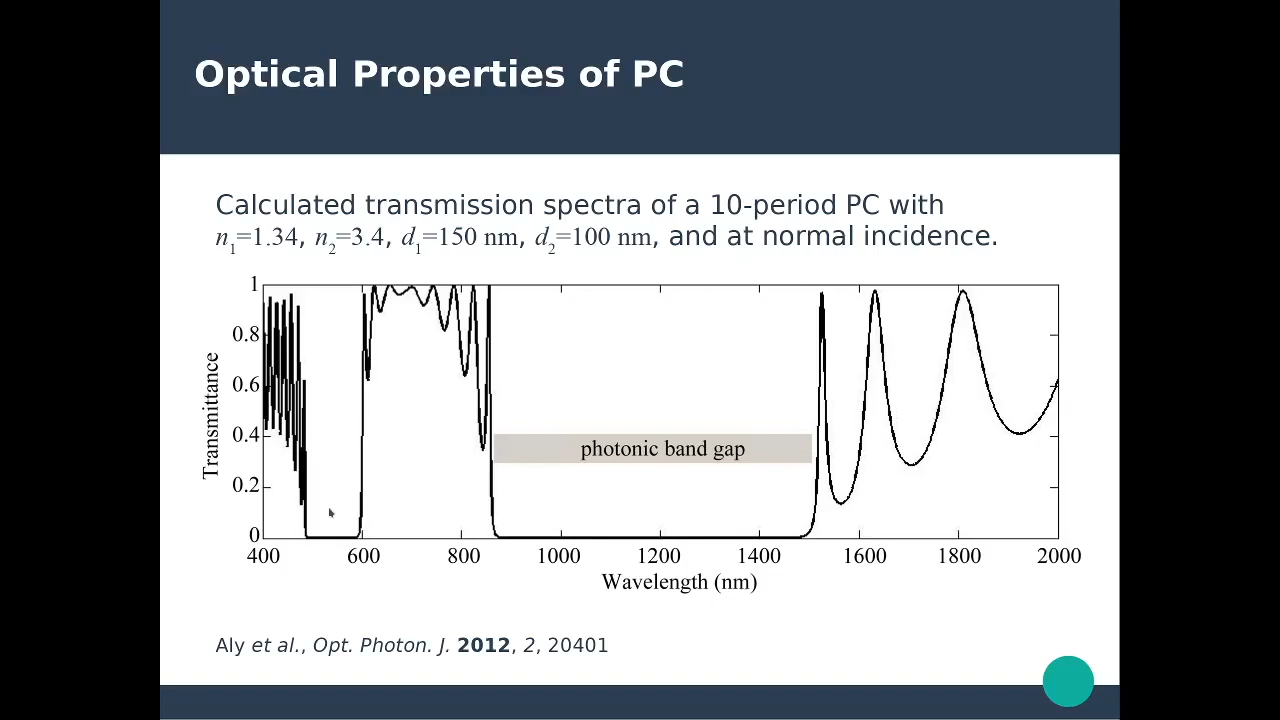 Optical Properties of PC
Calculated transmission spectra of a 10-period PC with
n1=1.34, n2=3.4, d1=150 nm, d2=100 nm, and at normal incidence.
1
0.8
0.6
0.4
0.2
0
Transmittance
photonic band gap
400 600 800 1000 1200 1400 1600 1800 2000
Wavelength (nm)
Aly et al., Opt. Photon. J. 2012, 2, 20401